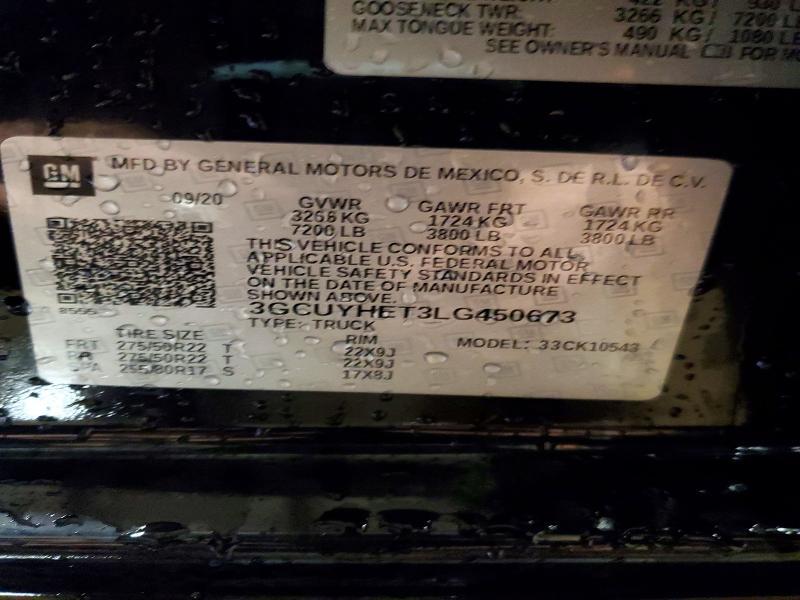 GOOSENECK TWR: 3266 KG/ 7200 LB
MAX TONGUE WEIGHT: 490 KG/ 1080 LB
SEE OWNER'S MANUAL FOR
GM
MFD BY GENERAL MOTORS DE MEXICO, S. DE R.L. DE C.V.
09/20 GVWR GAWR FRT GAWR RR
3266 KG 1724 KG 1724 KG
7200 LB 3800 LB 3800 LB
THIS VEHICLE CONFORMS TO ALL
APPLICABLE U.S. FEDERAL MOTOR
VEHICLE SAFETY STANDARDS IN EFFECT
ON THE DATE OF MANUFACTURE
SHOWN ABOVE.
3GCUYHET3LG450673
TYPE: TRUCK
TIRE SIZE RIM MODEL: 33CK10543
FRT 275/50R22 T 22X9J
275/50R22 T 22X9J
255/80R17 S 17X8J